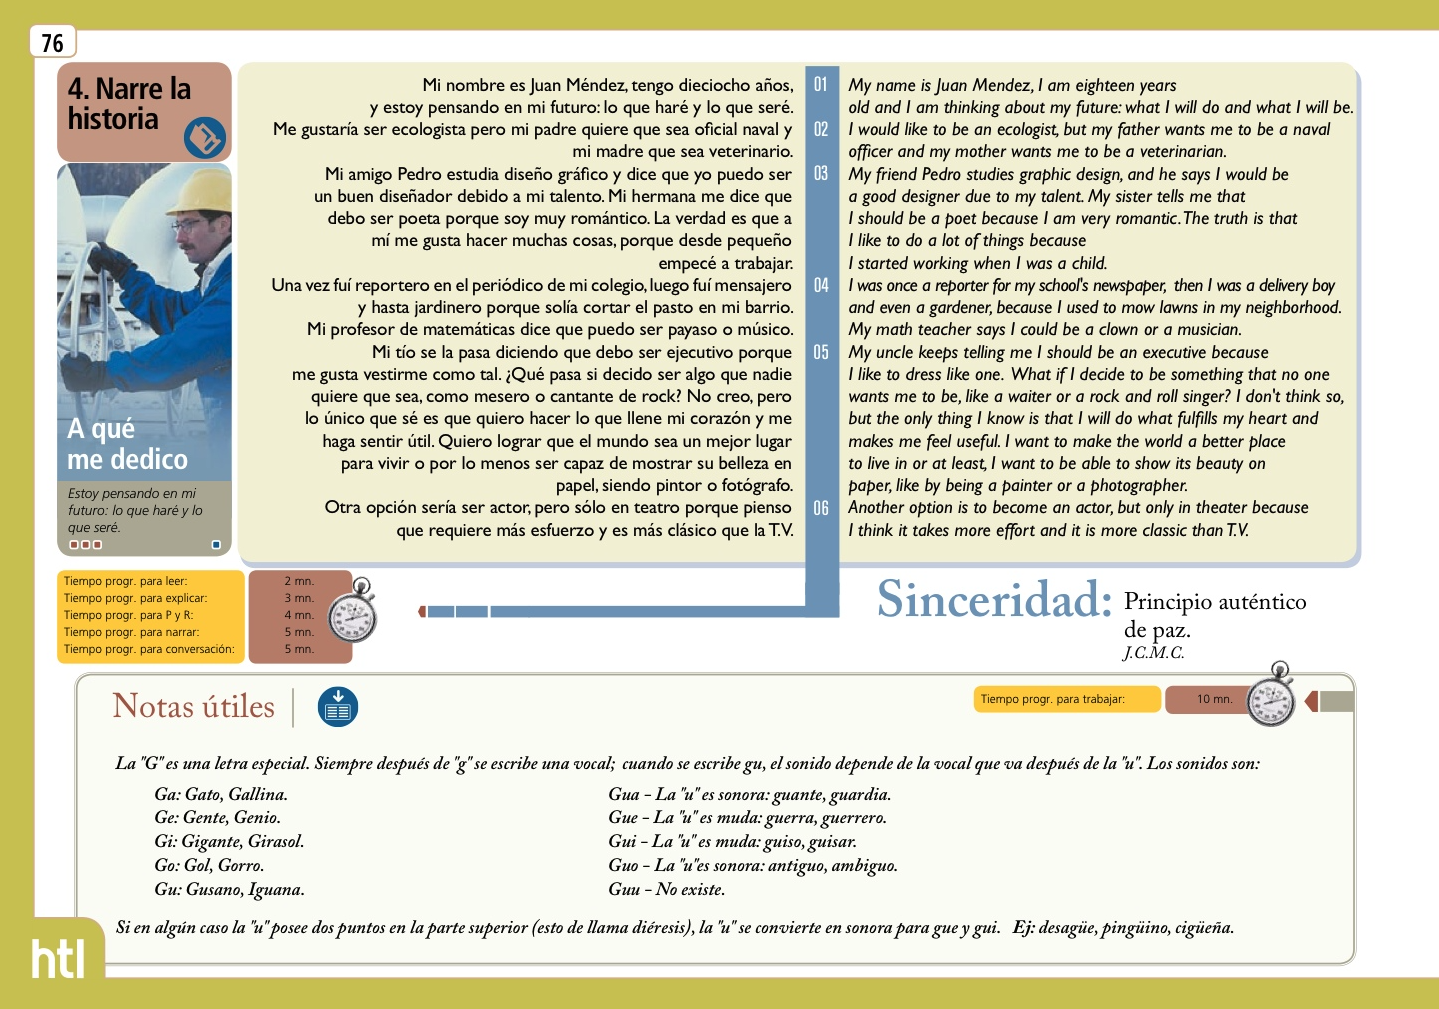 76
4. Narre la
historia
A qué
me dedico
Estoy pensando en mi
futuro: lo que haré y lo
que seré.
Mi nombre es Juan Méndez, tengo dieciocho años,
y estoy pensando en mi futuro: lo que haré y lo que seré.
Me gustaría ser ecologista pero mi padre quiere que sea oficial naval y
mi madre que sea veterinario.
Mi amigo Pedro estudia diseño gráfico y dice que yo puedo ser
un buen diseñador debido a mi talento. Mi hermana me dice que
debo ser poeta porque soy muy romántico. La verdad es que a
mí me gusta hacer muchas cosas, porque desde pequeño
empecé a trabajar.
Una vez fuí reportero en el periódico de mi colegio, luego fuí mensajero
y hasta jardinero porque solía cortar el pasto en mi barrio.
Mi profesor de matemáticas dice que puedo ser payaso o músico.
Mi tío se la pasa diciendo que debo ser ejecutivo porque
me gusta vestirme como tal. ¿Qué pasa si decido ser algo que nadie
quiere que sea, como mesero o cantante de rock? No creo, pero
lo único que sé es que quiero hacer lo que llene mi corazón y me
haga sentir útil. Quiero lograr que el mundo sea un mejor lugar
para vivir o por lo menos ser capaz de mostrar su belleza en
papel, siendo pintor o fotógrafo.
Otra opción sería ser actor, pero sólo en teatro porque pienso
que requiere más esfuerzo y es más clásico que la T.V.
01
02
03
04
05
06
My name is Juan Mendez, I am eighteen years
old and I am thinking about my future: what I will do and what I will be.
I would like to be an ecologist, but my father wants me to be a naval
officer and my mother wants me to be a veterinarian.
My friend Pedro studies graphic design, and he says I would be
a good designer due to my talent. My sister tells me that
I should be a poet because I am very romantic. The truth is that
I like to do a lot of things because
I started working when I was a child.
I was once a reporter for my school's newspaper, then I was a delivery boy
and even a gardener, because I used to mow lawns in my neighborhood.
My math teacher says I could be a clown or a musician.
My uncle keeps telling me I should be an executive because
I like to dress like one. What if I decide to be something that no one
wants me to be, like a waiter or a rock and roll singer? I don't think so,
but the only thing I know is that I will do what fulfills my heart and
makes me feel useful. I want to make the world a better place
to live in or at least, I want to be able to show its beauty on
paper, like by being a painter or a photographer.
Another option is to become an actor, but only in theater because
I think it takes more effort and it is more classic than T.V.
Tiempo progr. para leer: 2 mn.
Tiempo progr. para explicar: 3 mn.
Tiempo progr. para P y R: 4 mn.
Tiempo progr. para narrar: 5 mn.
Tiempo progr. para conversación: 5 mn.
Sinceridad: Principio auténtico
de paz.
J.C.M.C.
Notas útiles
Tiempo progr. para trabajar: 10 mn.
La "G" es una letra especial. Siempre después de "g" se escribe una vocal; cuando se escribe gu, el sonido depende de la vocal que va después de la "u". Los sonidos son:
Ga: Gato, Gallina.
Ge: Gente, Genio.
Gi: Gigante, Girasol.
Go: Gol, Gorro.
Gu: Gusano, Iguana.
Gua - La "u" es sonora: guante, guardia.
Gue - La "u" es muda: guerra, guerrero.
Gui - La "u" es muda: guiso, guisar.
Guo - La "u"es sonora: antiguo, ambiguo.
Guu - No existe.
Si en algún caso la "u" posee dos puntos en la parte superior (esto de llama diéresis), la "u" se convierte en sonora para gue y gui. Ej: desagüe, pingüino, cigüeña.
htl